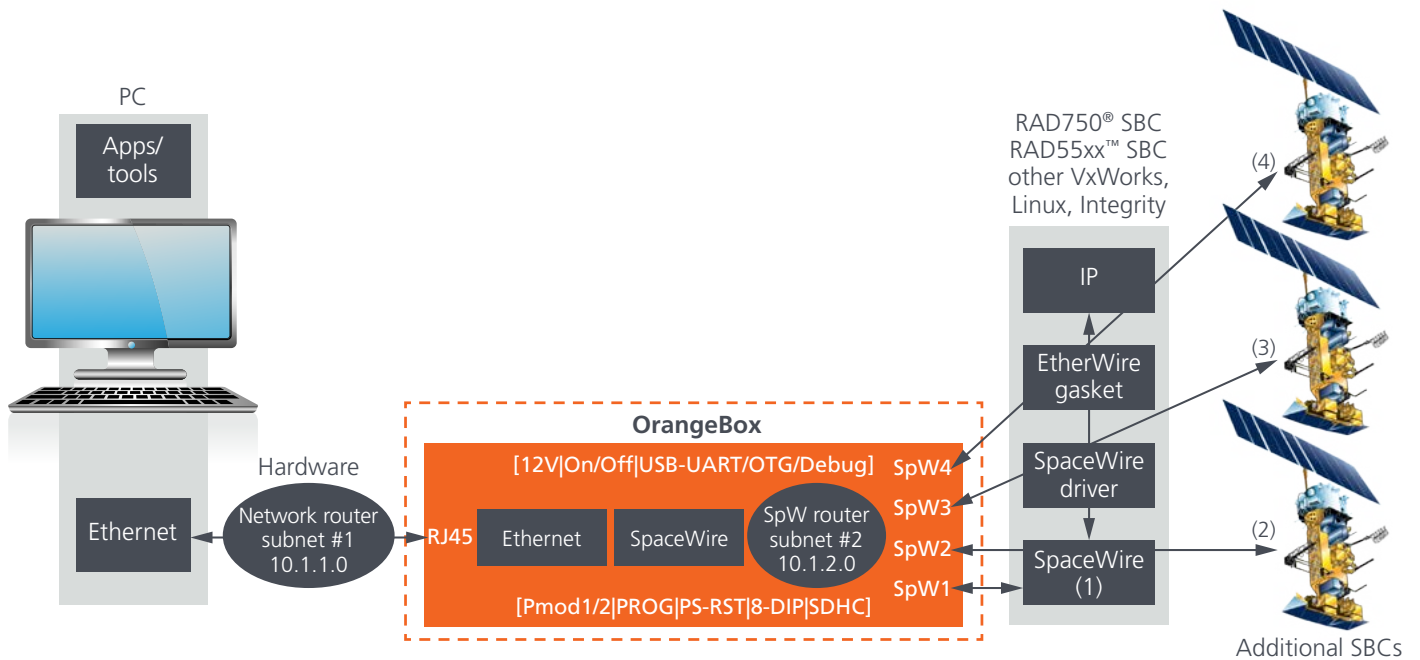 PC
Apps/
tools
Ethernet
Hardware
Network router
subnet #1
10.1.1.0
OrangeBox
[12V|On/Off|USB-UART/OTG/Debug]
RJ45
Ethernet
SpaceWire
SpW router
subnet #2
10.1.2.0
SpW4
SpW3
SpW2
SpW1
[Pmod1/2|PROG|PS-RST|8-DIP|SDHC]
RAD750® SBC
RAD55xx™ SBC
other VxWorks,
Linux, Integrity
IP
EtherWire
gasket
SpaceWire
driver
SpaceWire
(1)
(4)
(3)
(2)
Additional SBCs